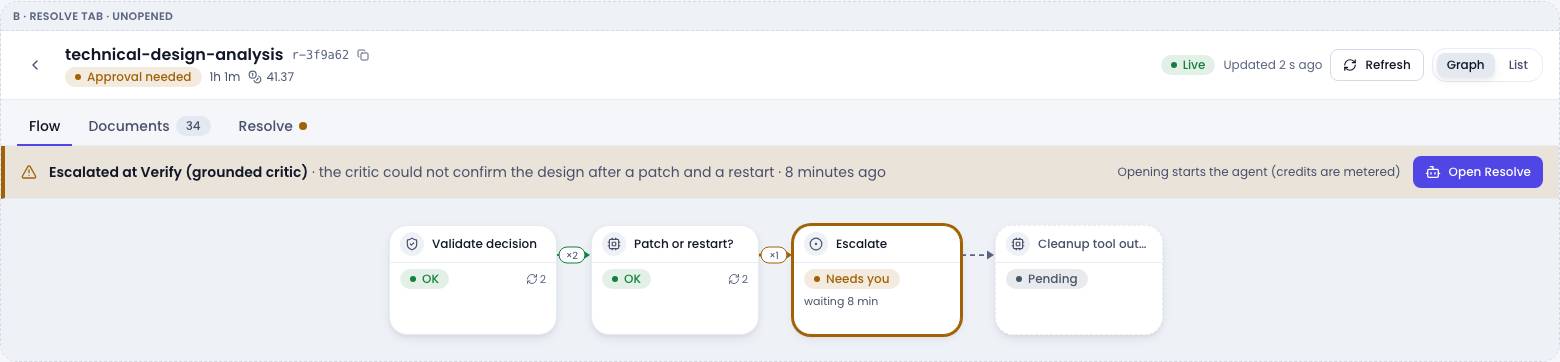 B · RESOLVE TAB · UNOPENED
technical-design-analysis r–3f9a62
Approval needed 1h 1m 41.37
Live Updated 2 s ago Refresh Graph List
Flow Documents 34 Resolve
Escalated at Verify (grounded critic) · the critic could not confirm the design after a patch and a restart · 8 minutes ago
Opening starts the agent (credits are metered) Open Resolve
Validate decision
OK 2
×2
Patch or restart?
OK 2
×1
Escalate
Needs you
waiting 8 min
Cleanup tool out…
Pending